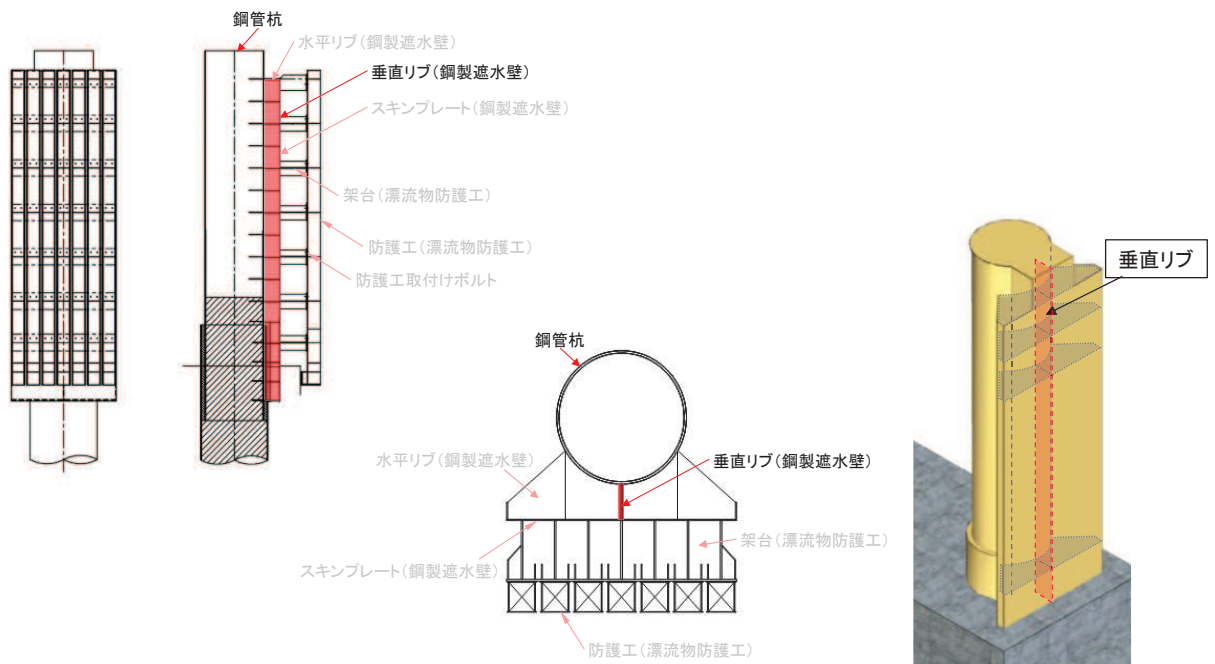 鋼管杭
水平リブ(鋼製遮水壁)
垂直リブ(鋼製遮水壁)
スキンプレート(鋼製遮水壁)
架台(漂流物防護工)
防護工(漂流物防護工)
防護工取付けボルト
垂直リブ
鋼管杭
水平リブ(鋼製遮水壁)
垂直リブ(鋼製遮水壁)
架台(漂流物防護工)
スキンプレート(鋼製遮水壁)
防護工(漂流物防護工)